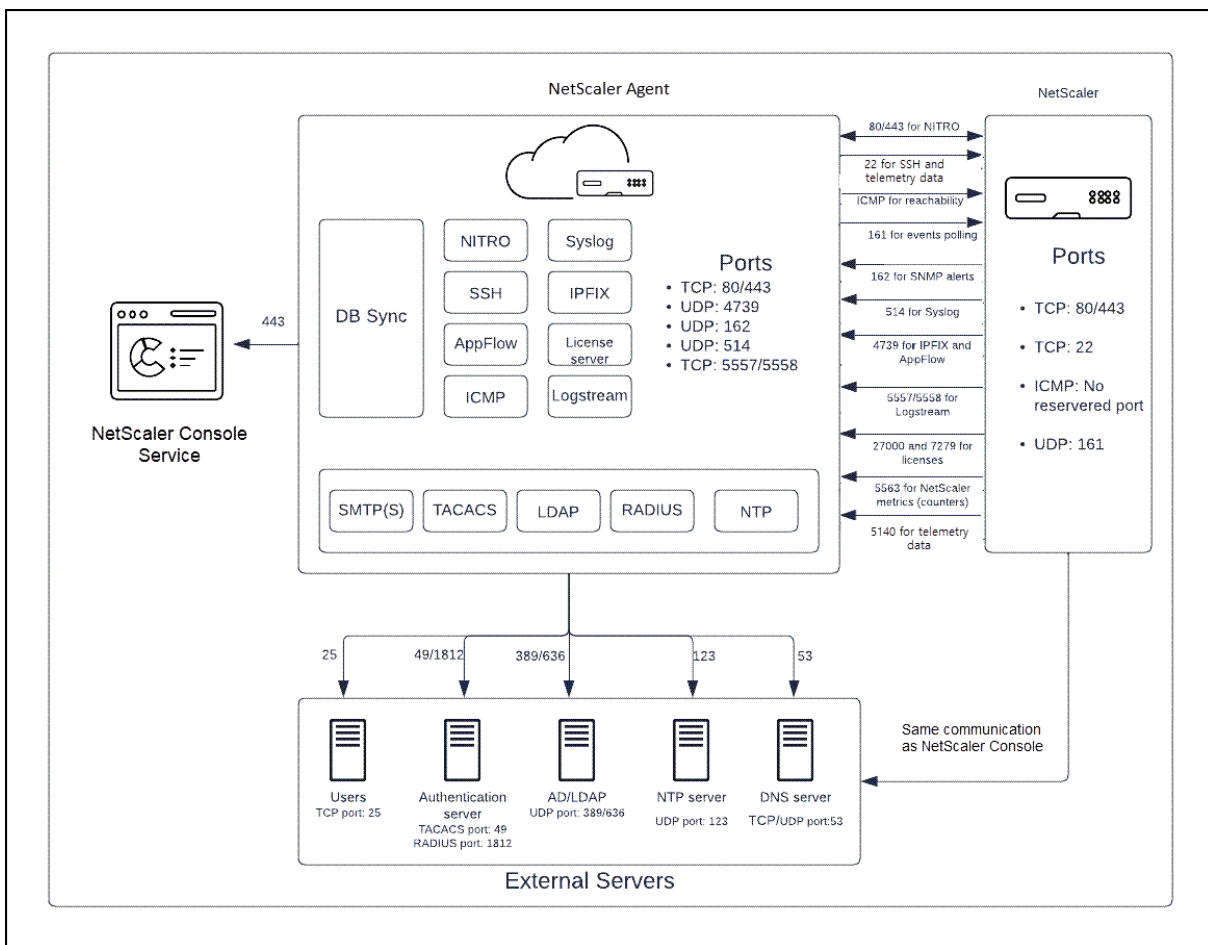 NetScaler Agent
NetScaler
443
NetScaler Console
Service
DB Sync
NITRO
Syslog
SSH
IPFIX
AppFlow
License
server
ICMP
Logstream
Ports
• TCP: 80/443
• UDP: 4739
• UDP: 162
• UDP: 514
• TCP: 5557/5558
SMTP(S)
TACACS
LDAP
RADIUS
NTP
80/443 for NITRO
22 for SSH and
telemetry data
ICMP for reachability
161 for events polling
162 for SNMP alerts
514 for Syslog
4739 for IPFIX and
AppFlow
5557/5558 for
Logstream
27000 and 7279 for
licenses
5563 for NetScaler
metrics (counters)
5140 for telemetry
data
Ports
• TCP: 80/443
• TCP: 22
• ICMP: No
reservered port
• UDP: 161
25
49/1812
389/636
123
53
Users
TCP port: 25
Authentication
server
TACACS port: 49
RADIUS port: 1812
AD/LDAP
UDP port: 389/636
NTP server
UDP port: 123
DNS server
TCP/UDP port:53
Same communication
as NetScaler Console
External Servers